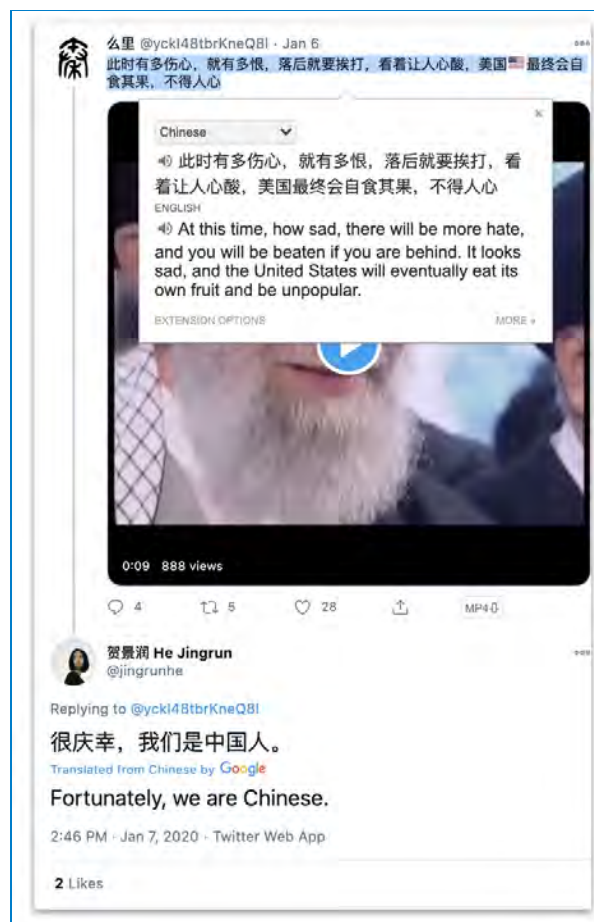 么里 @yckl48tbrKneQ8l · Jan 6
此时有多伤心，就有多恨，落后就要挨打，看着让人心酸，美国🇺🇸最终会自
食其果，不得人心
Chinese
此时有多伤心，就有多恨，落后就要挨打，看
着让人心酸，美国最终会自食其果，不得人心
ENGLISH
At this time, how sad, there will be more hate,
and you will be beaten if you are behind. It looks
sad, and the United States will eventually eat its
own fruit and be unpopular.
EXTENSION OPTIONS MORE »
0:09 888 views
4 5 28 MP4
贺景润 He Jingrun
@jingrunhe
Replying to @yckl48tbrKneQ8l
很庆幸，我们是中国人。
Translated from Chinese by Google
Fortunately, we are Chinese.
2:46 PM · Jan 7, 2020 · Twitter Web App
2 Likes